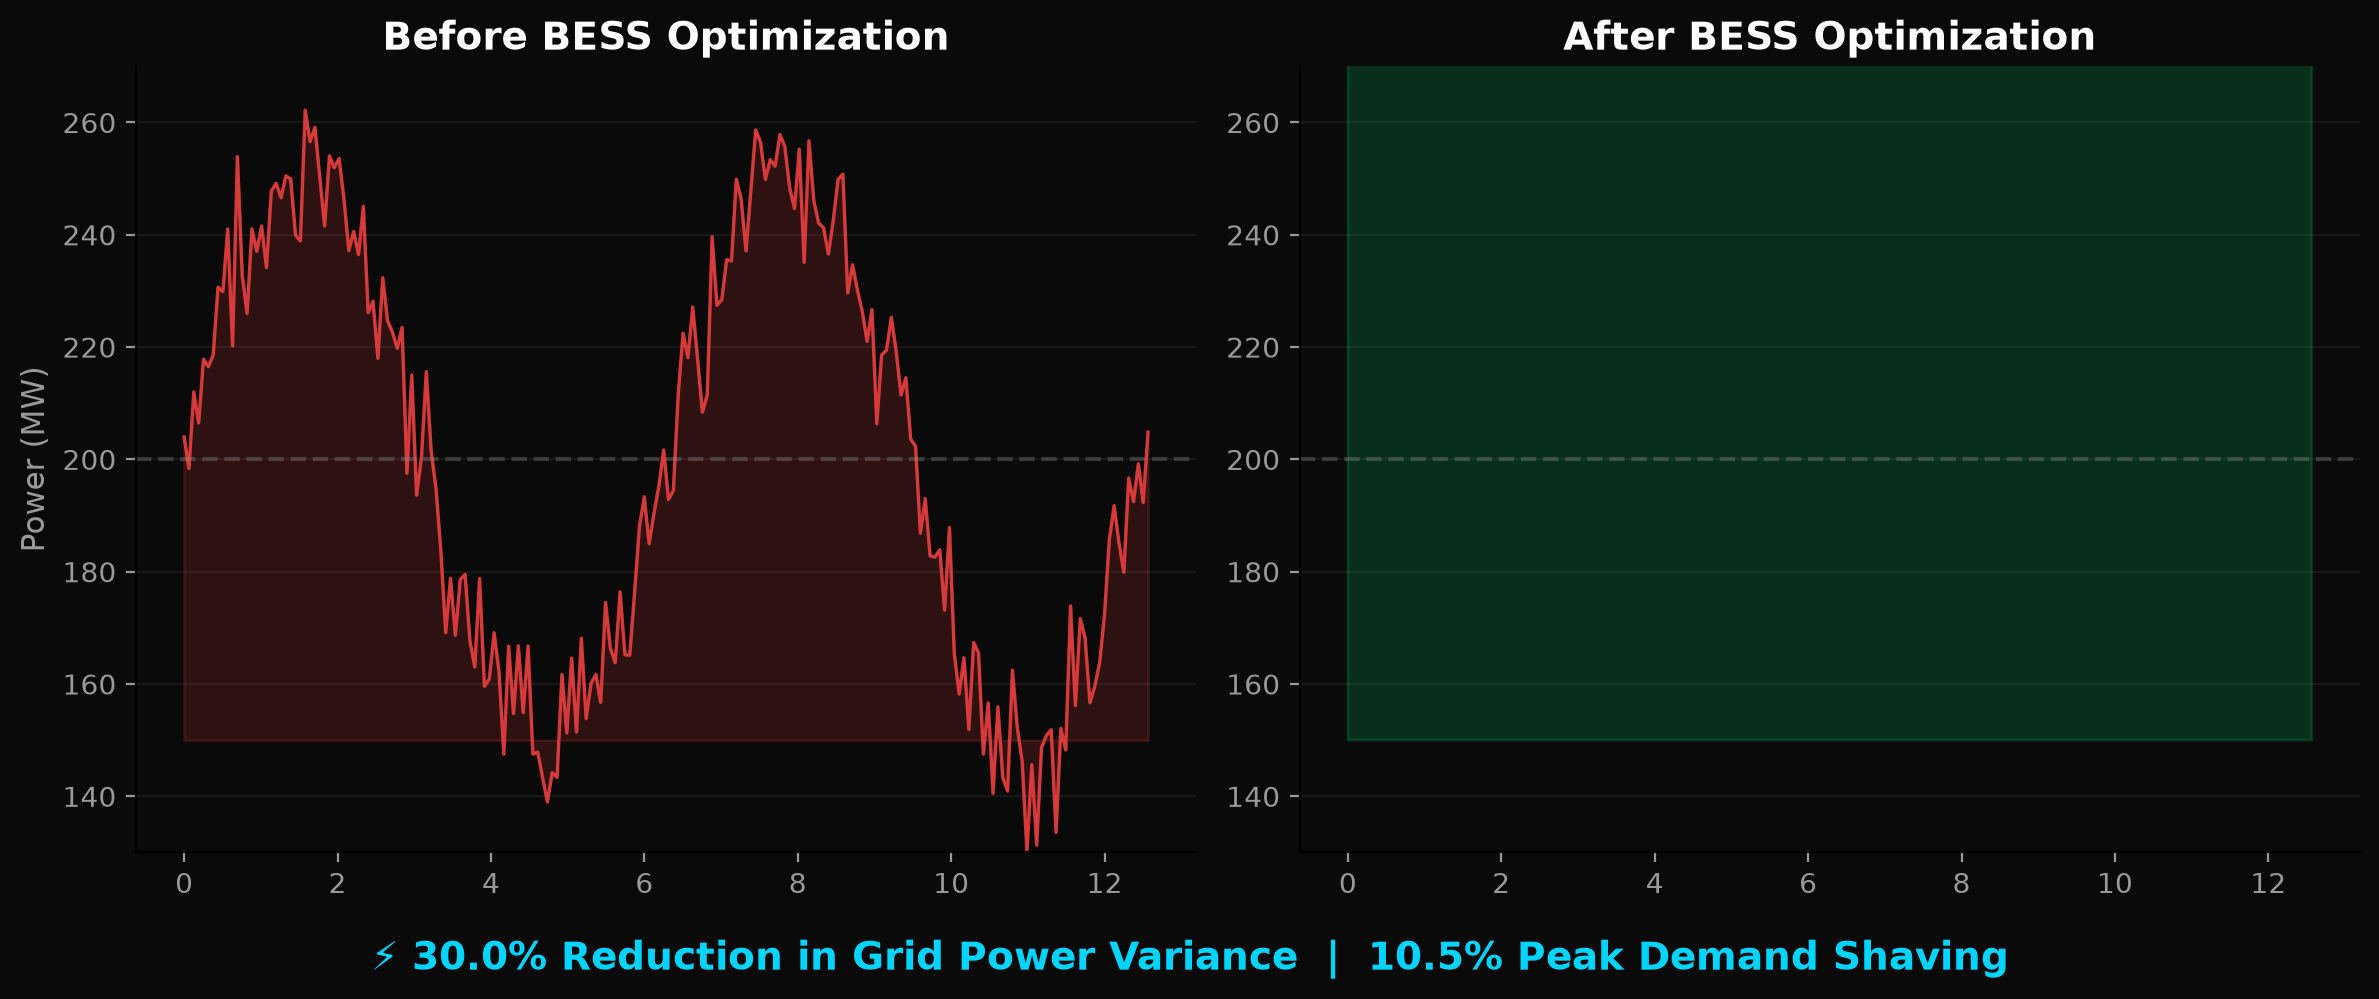 Before BESS Optimization
After BESS Optimization
Power (MW)
260
240
220
200
180
160
140
0 2 4 6 8 10 12
260
240
220
200
180
160
140
0 2 4 6 8 10 12
⚡ 30.0% Reduction in Grid Power Variance | 10.5% Peak Demand Shaving